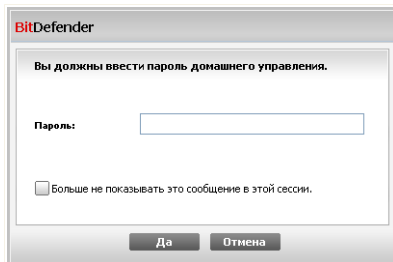 BitDefender
Вы должны ввести пароль домашнего управления.
Пароль:
Больше не показывать это сообщение в этой сессии.
Да Отмена